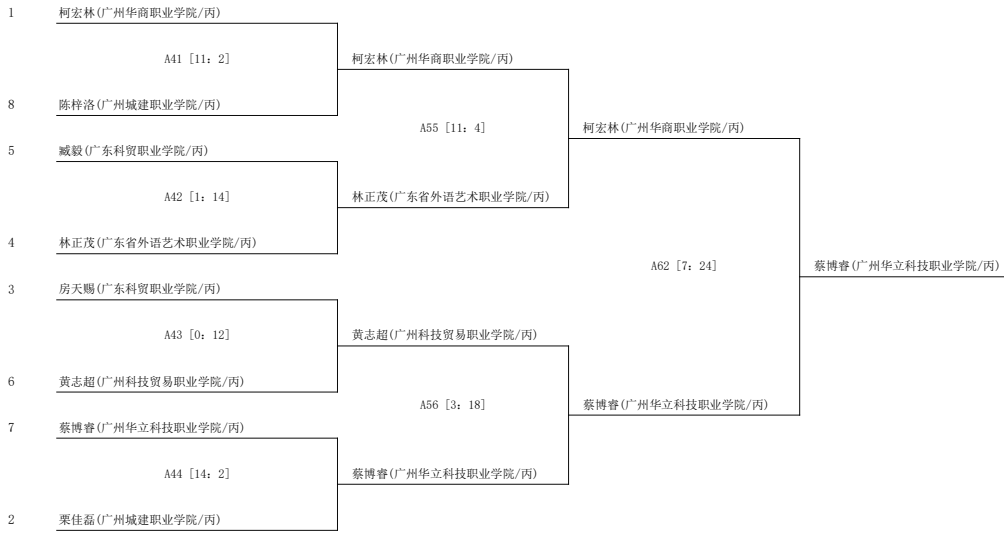 1 柯宏林(广州华商职业学院/丙)
A41 [11: 2] 柯宏林(广州华商职业学院/丙)
8 陈梓洛(广州城建职业学院/丙)
A55 [11: 4] 柯宏林(广州华商职业学院/丙)
5 臧毅(广东科贸职业学院/丙)
A42 [1: 14] 林正茂(广东省外语艺术职业学院/丙)
4 林正茂(广东省外语艺术职业学院/丙)
A62 [7: 24] 蔡博睿(广州华立科技职业学院/丙)
3 房天赐(广东科贸职业学院/丙)
A43 [0: 12] 黄志超(广州科技贸易职业学院/丙)
6 黄志超(广州科技贸易职业学院/丙)
A56 [3: 18] 蔡博睿(广州华立科技职业学院/丙)
7 蔡博睿(广州华立科技职业学院/丙)
A44 [14: 2] 蔡博睿(广州华立科技职业学院/丙)
2 栗佳磊(广州城建职业学院/丙)